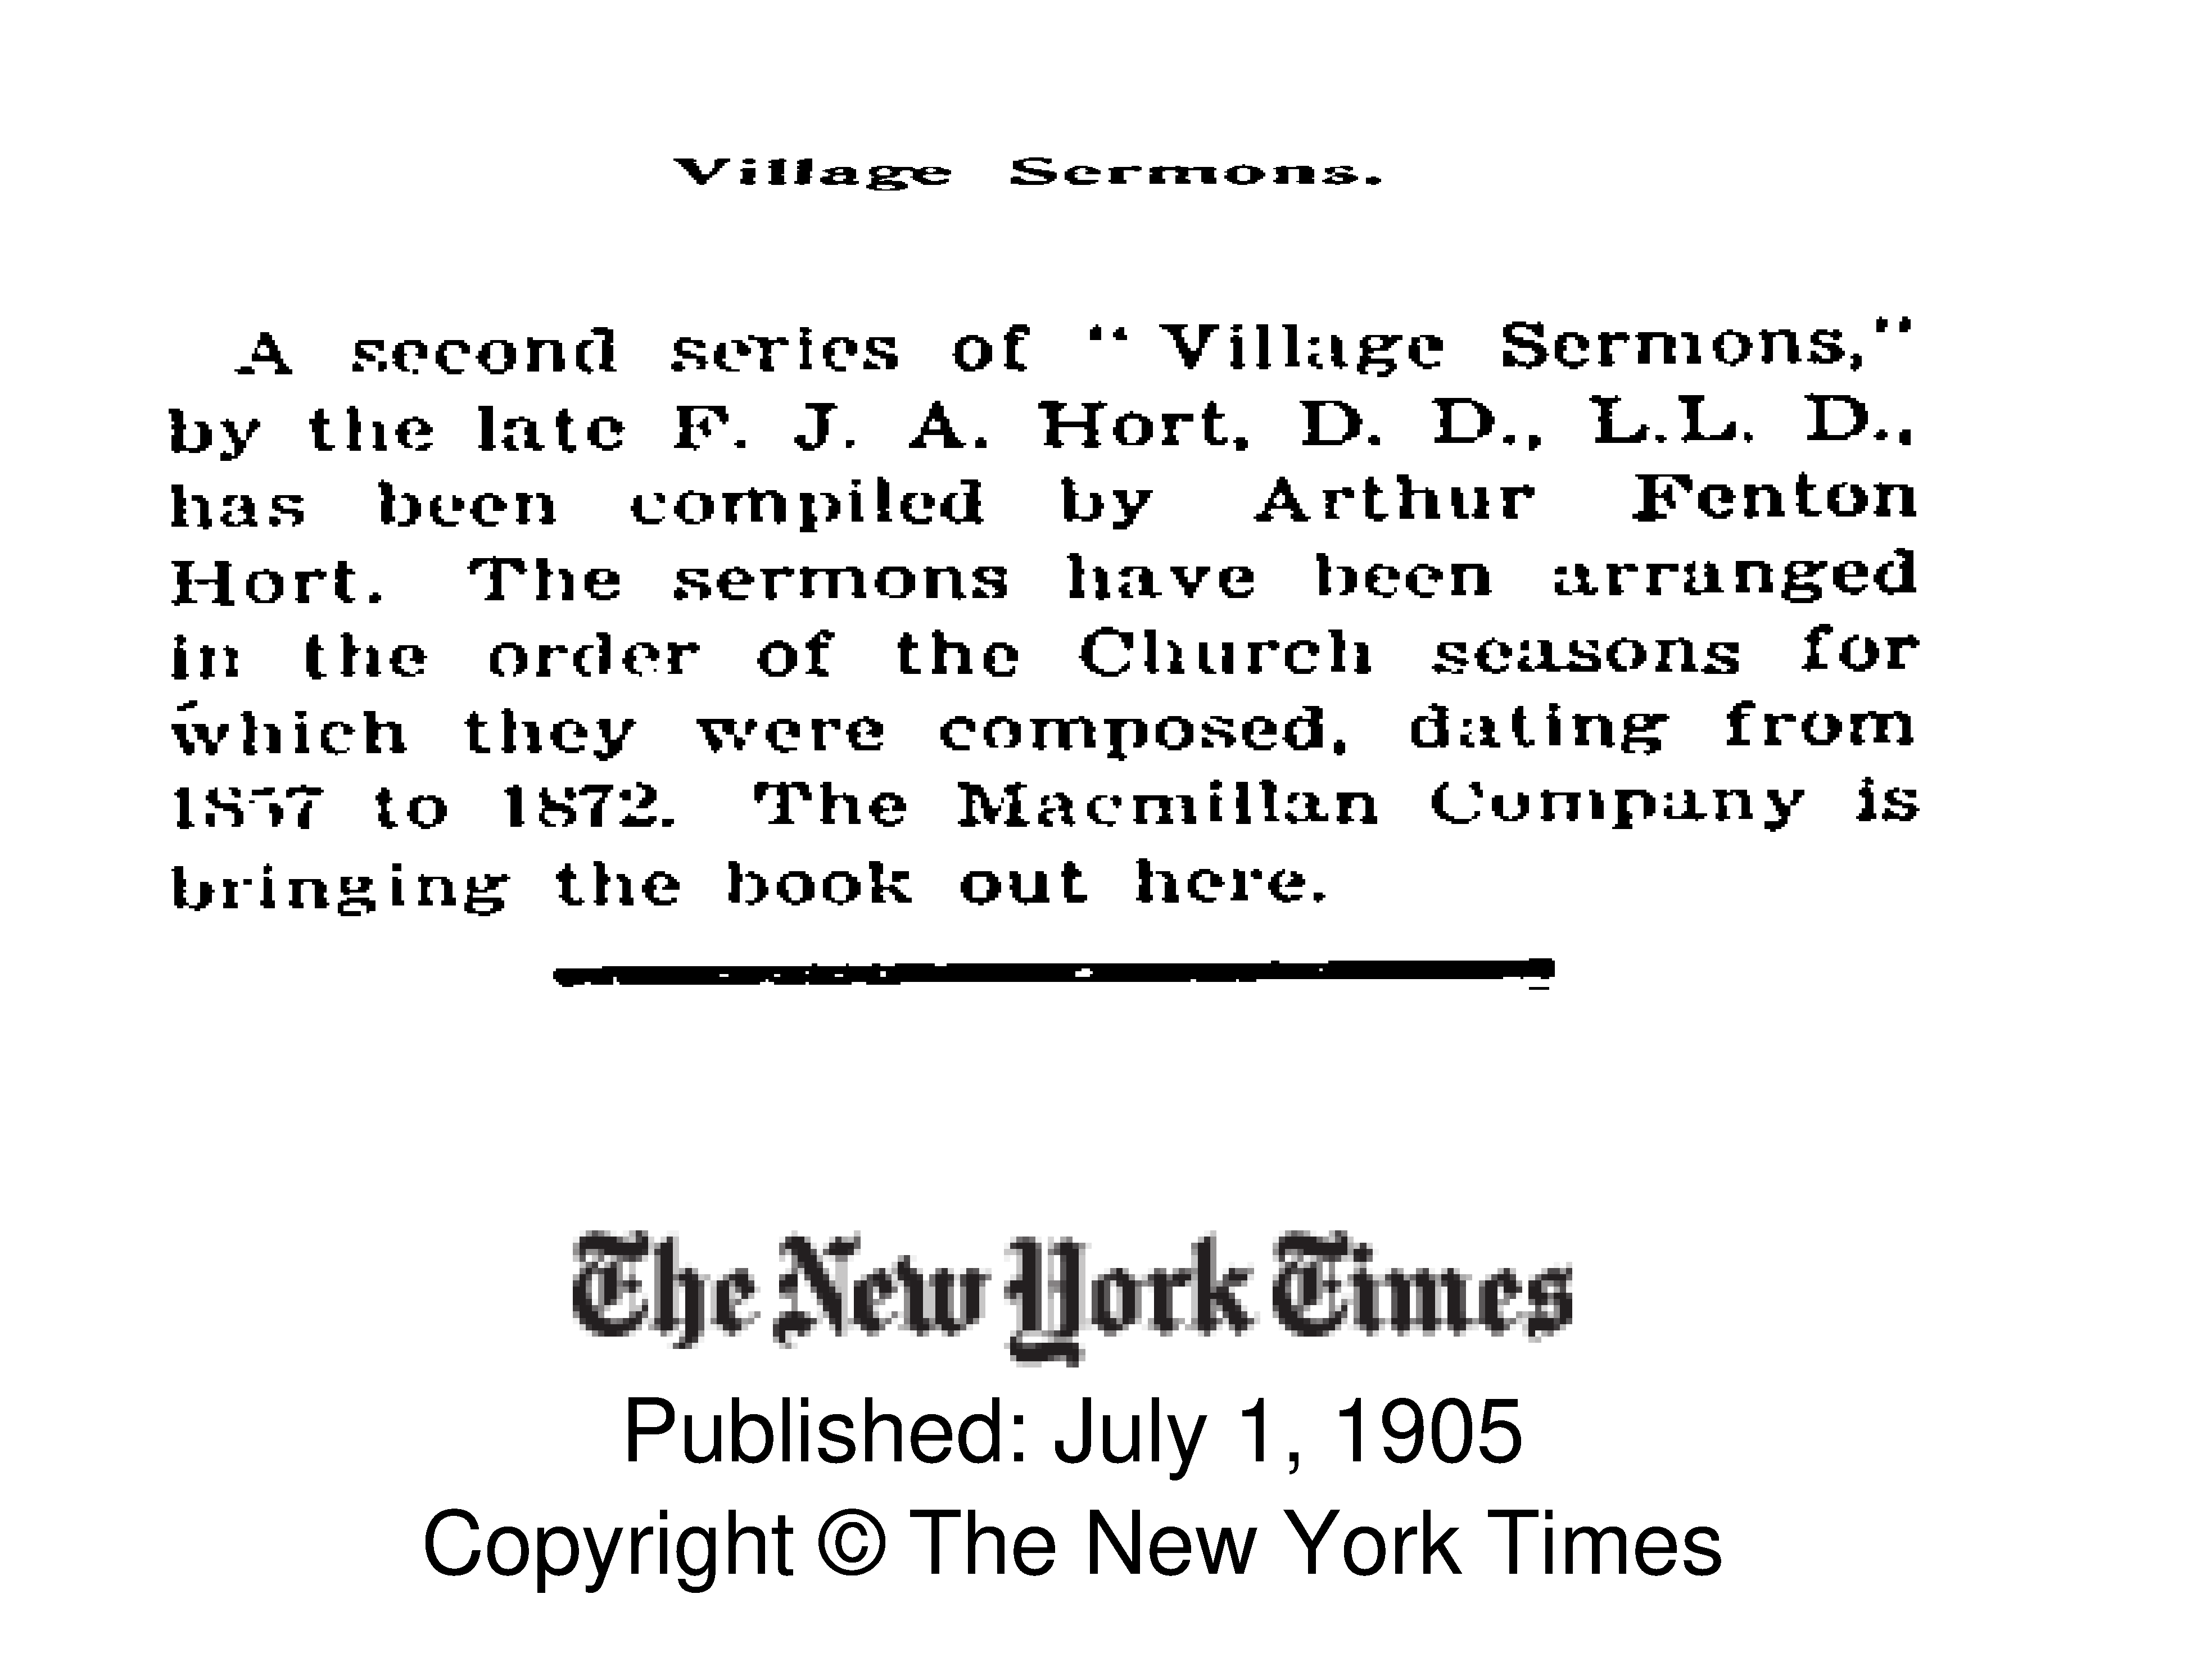 Village Sermons.
A second series of " Village Sermons,"
by the late F. J. A. Hort, D. D., L.L. D.,
has been compiled by Arthur Fenton
Hort. The sermons have been arranged
in the order of the Church seasons for
which they were composed, dating from
1857 to 1872. The Macmillan Company is
bringing the book out here.
The New York Times
Published: July 1, 1905
Copyright © The New York Times